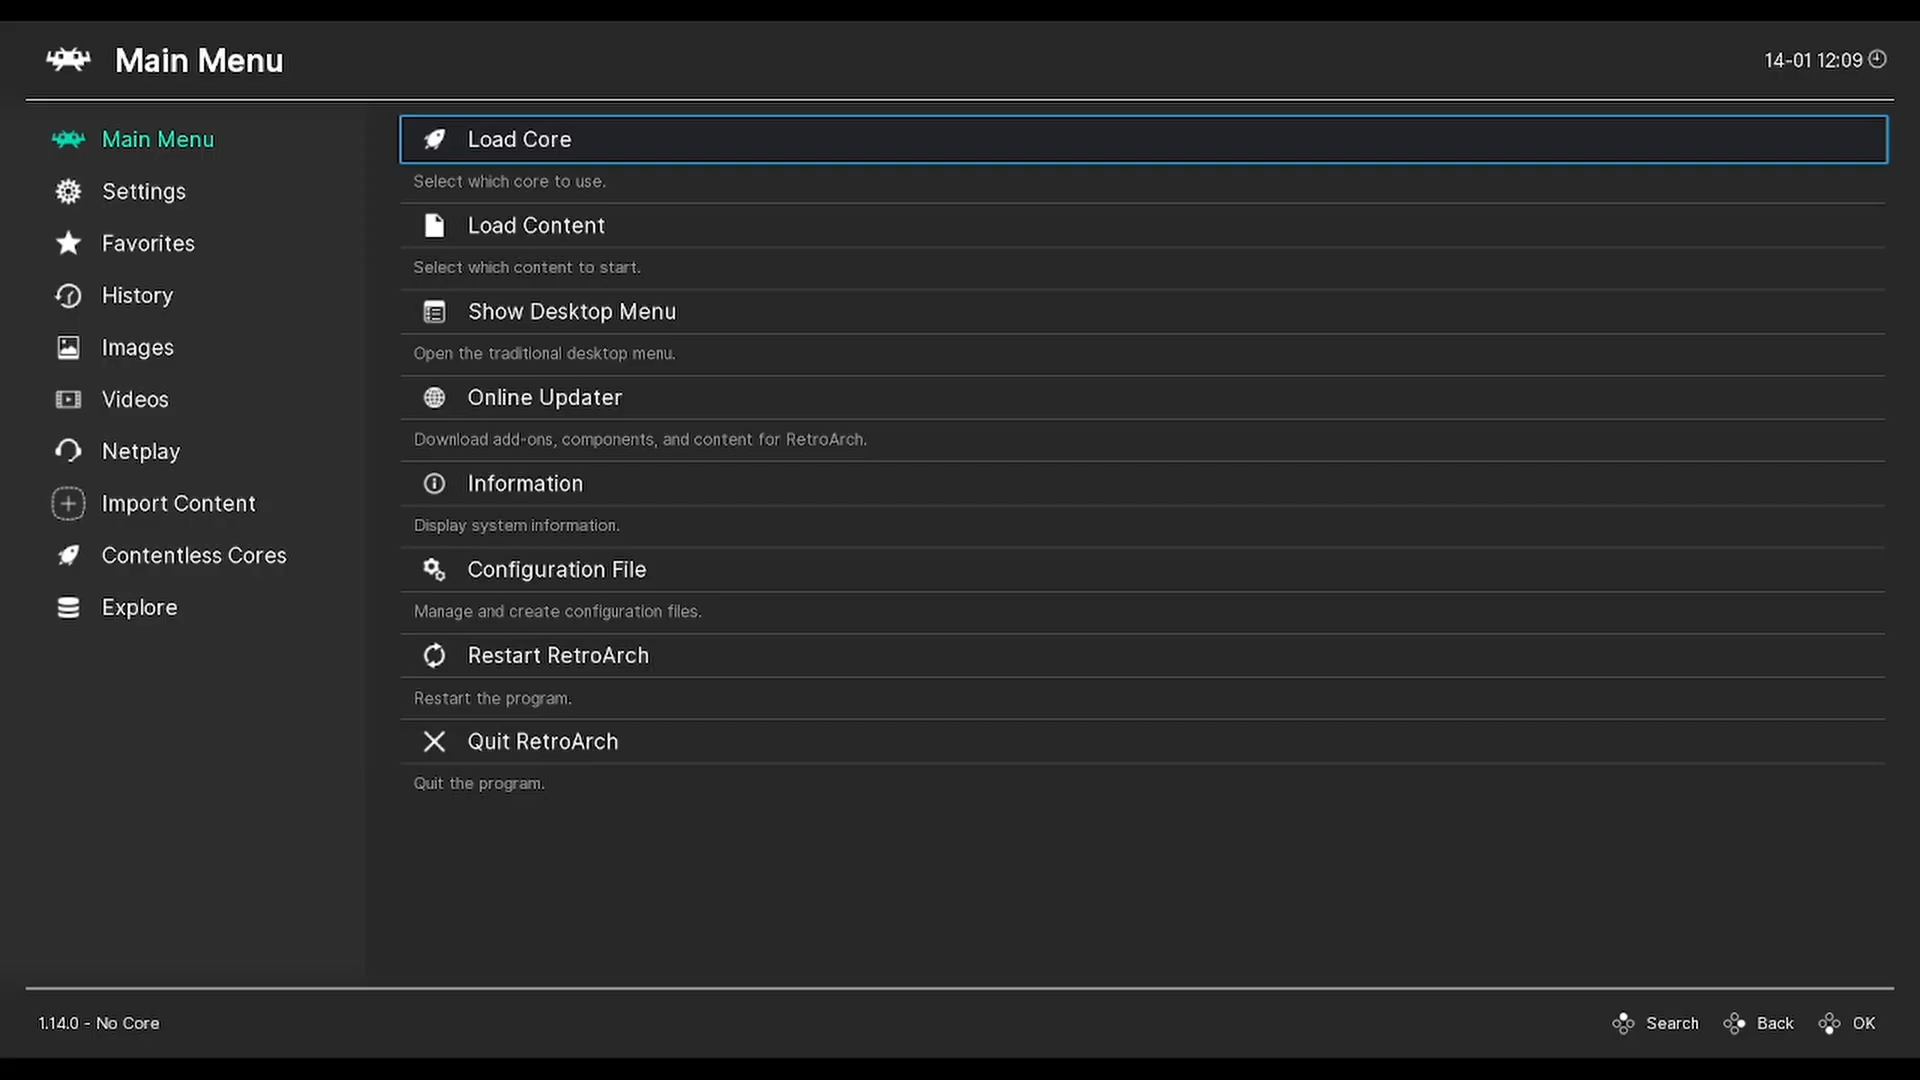 Main Menu
14-01 12:09
Main Menu
Settings
Favorites
History
Images
Videos
Netplay
Import Content
Contentless Cores
Explore
Load Core
Select which core to use.
Load Content
Select which content to start.
Show Desktop Menu
Open the traditional desktop menu.
Online Updater
Download add-ons, components, and content for RetroArch.
Information
Display system information.
Configuration File
Manage and create configuration files.
Restart RetroArch
Restart the program.
Quit RetroArch
Quit the program.
1.14.0 - No Core
Search Back OK